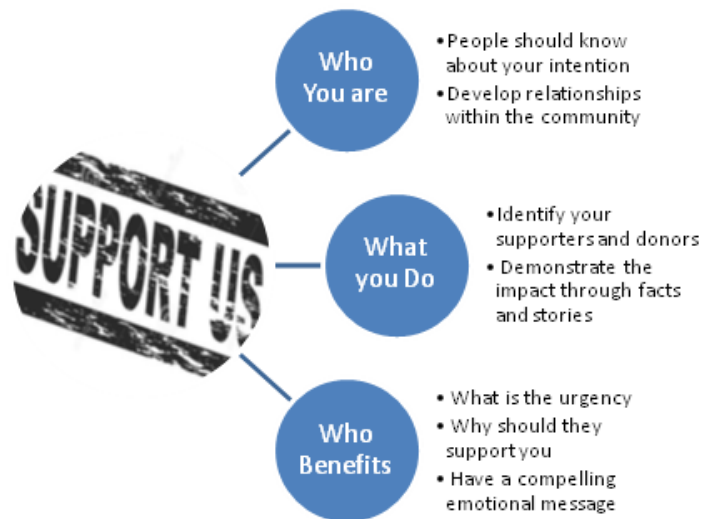 SUPPORT US
Who
You are
• People should know
about your intention
• Develop relationships
within the community
What
you Do
• Identify your
supporters and donors
• Demonstrate the
impact through facts
and stories
Who
Benefits
• What is the urgency
• Why should they
support you
• Have a compelling
emotional message